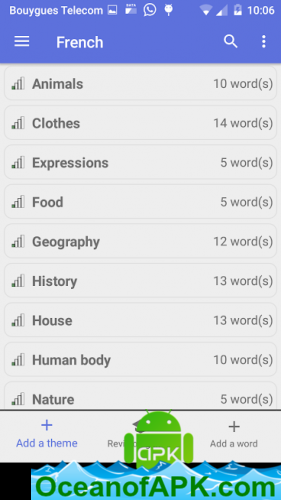 Bouygues Telecom 10:06
French
Animals 10 word(s)
Clothes 14 word(s)
Expressions 5 word(s)
Food 5 word(s)
Geography 12 word(s)
History 13 word(s)
House 13 word(s)
Human body 10 word(s)
Nature 5 word(s)
Add a theme Add a word
APK
OceanofAPK.com